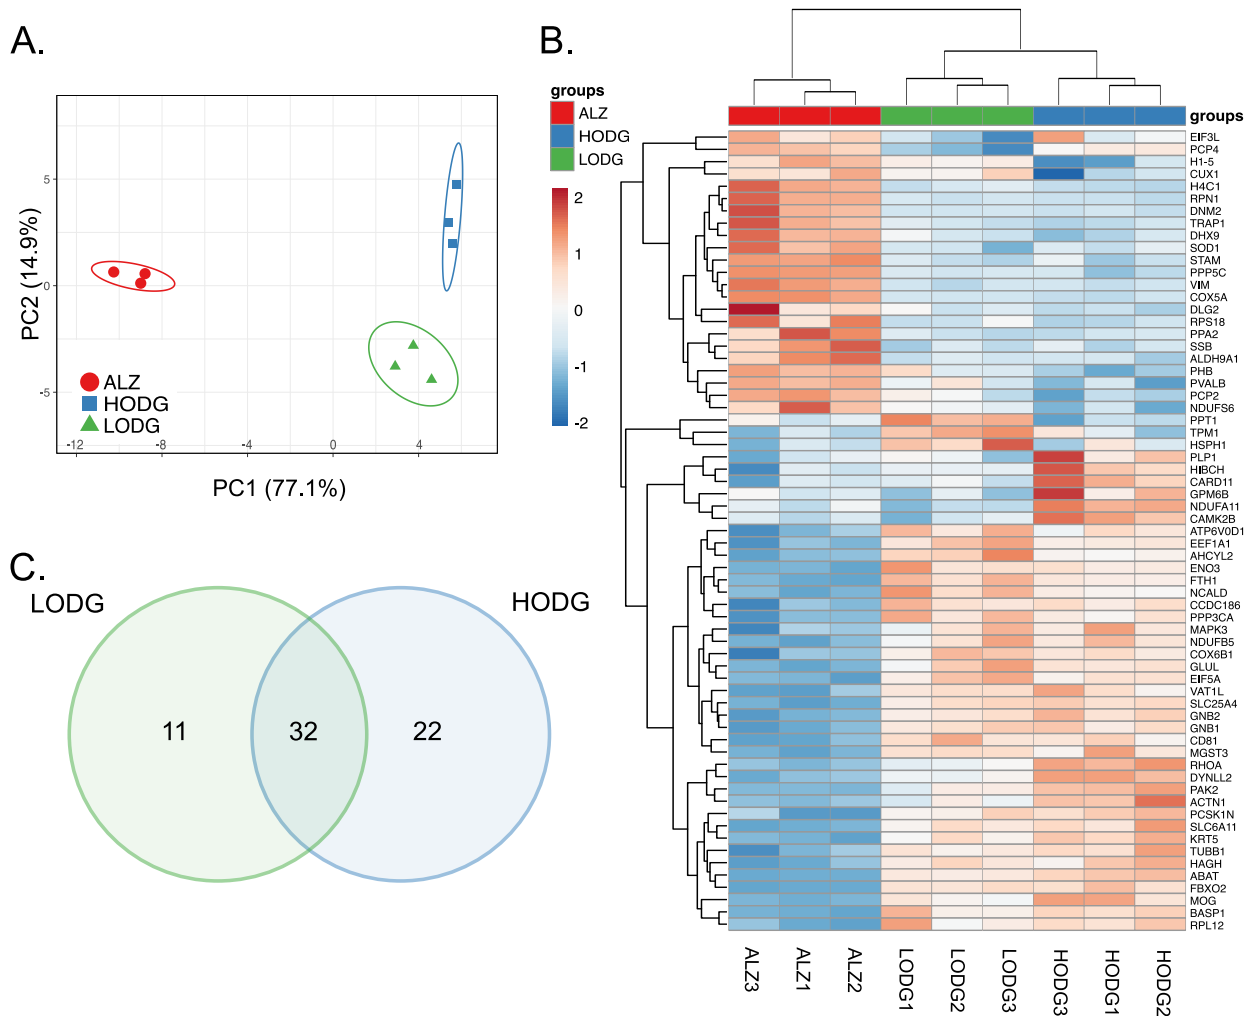 A.
5
0
-5
-12
-8
-4
0
4
PC2 (14.9%)
PC1 (77.1%)
ALZ
HODG
LODG
B.
groups
ALZ
HODG
LODG
2
1
0
-1
-2
groups
EIF3L
PCP4
H1-5
CUX1
H4C1
RPN1
DNM2
TRAP1
DHX9
SOD1
STAM
PPP5C
VIM
COX5A
DLG2
RPS18
PPA2
SSB
ALDH9A1
PHB
PVALB
PCP2
NDUFS6
PPT1
TPM1
HSPH1
PLP1
HIBCH
CARD11
GPM6B
NDUFA11
CAMK2B
ATP6V0D1
EEF1A1
AHCYL2
ENO3
FTH1
NCALD
CCDC186
PPP3CA
MAPK3
NDUFB5
COX6B1
GLUL
EIF5A
VAT1L
SLC25A4
GNB2
GNB1
CD81
MGST3
RHOA
DYNLL2
PAK2
ACTN1
PCSK1N
SLC6A11
KRT5
TUBB1
HAGH
ABAT
FBXO2
MOG
BASP1
RPL12
ALZ3
ALZ1
ALZ2
LODG1
LODG2
LODG3
HODG3
HODG1
HODG2
C.
LODG
HODG
11
32
22